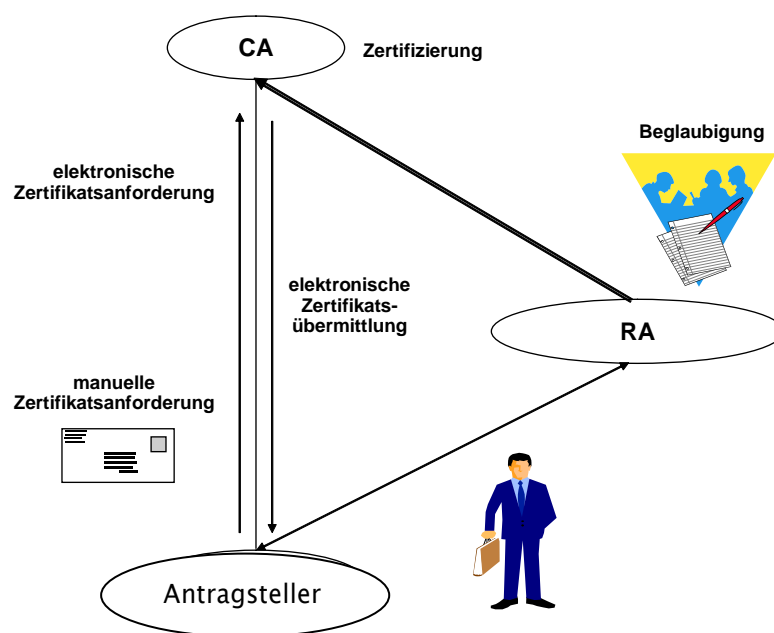 CA
Zertifizierung
Beglaubigung
elektronische
Zertifikatsanforderung
elektronische
Zertifikats-
übermittlung
RA
manuelle
Zertifikatsanforderung
Antragsteller